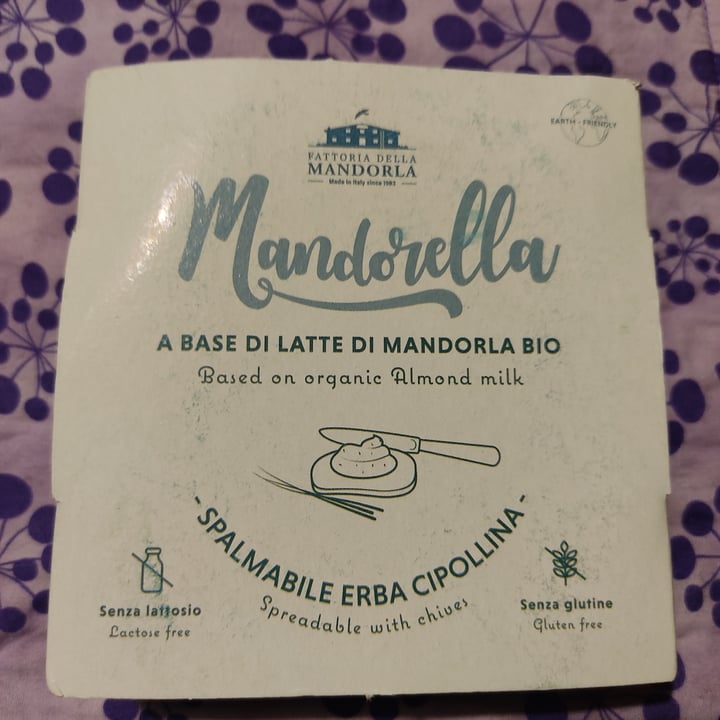 EARTH - FRIENDLY
FATTORIA DELLA
MANDORLA
Made in Italy since 1983
Mandorella
A BASE DI LATTE DI MANDORLA BIO
Based on organic Almond milk
- SPALMABILE ERBA CIPOLLINA -
Spreadable with chives
Senza lattosio
Lactose free
Senza glutine
Gluten free